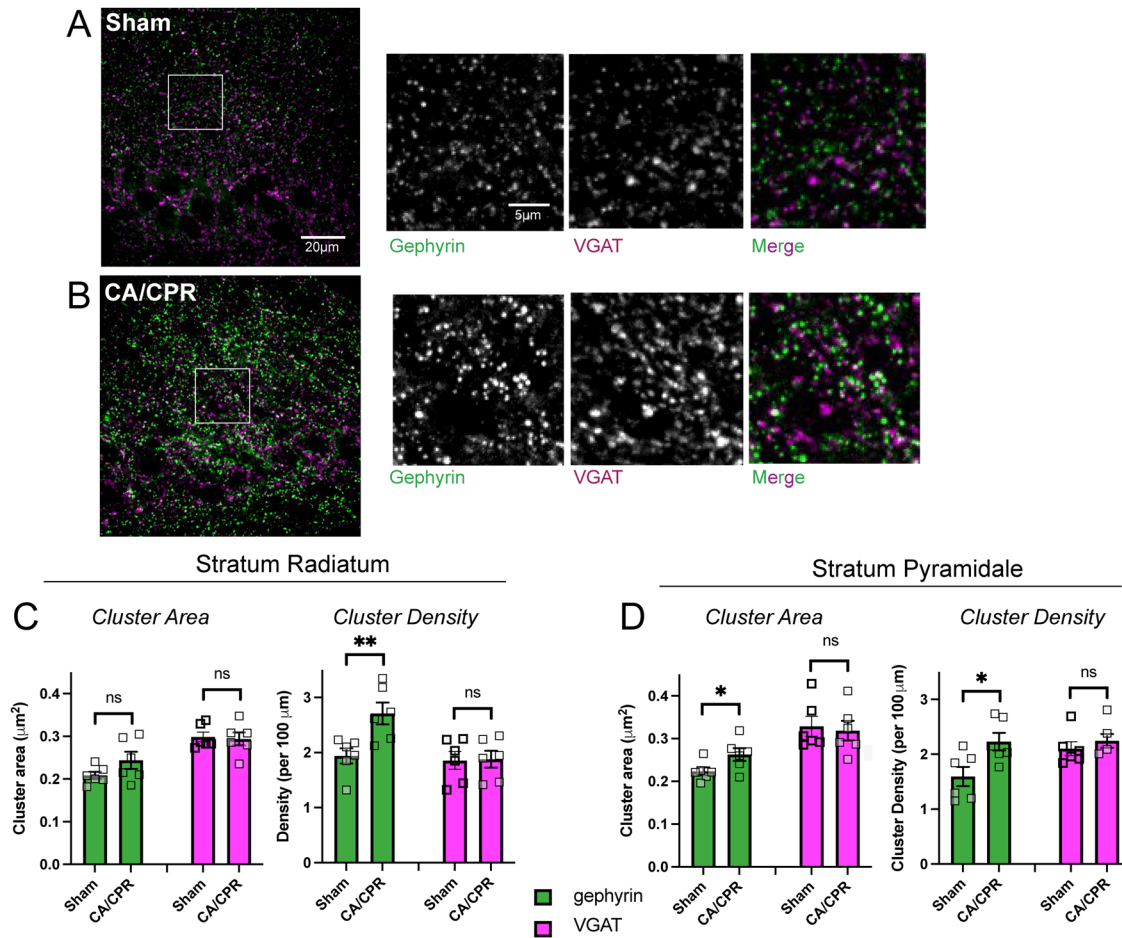 A
Sham
20μm
5μm
Gephyrin
VGAT
Merge
B
CA/CPR
Gephyrin
VGAT
Merge
Stratum Radiatum
Stratum Pyramidale
C
Cluster Area
Cluster Density
D
Cluster Area
Cluster Density
Cluster area (μm²)
0.4
0.3
0.2
0.1
0.0
ns
ns
Sham
CA/CPR
Sham
CA/CPR
Density (per 100 μm)
3
2
1
0
**
ns
Sham
CA/CPR
Sham
CA/CPR
Cluster area (μm²)
0.4
0.3
0.2
0.1
0.0
*
ns
Sham
CA/CPR
Sham
CA/CPR
Cluster Density (per 100 μm)
3
2
1
0
*
ns
Sham
CA/CPR
Sham
CA/CPR
gephyrin
VGAT